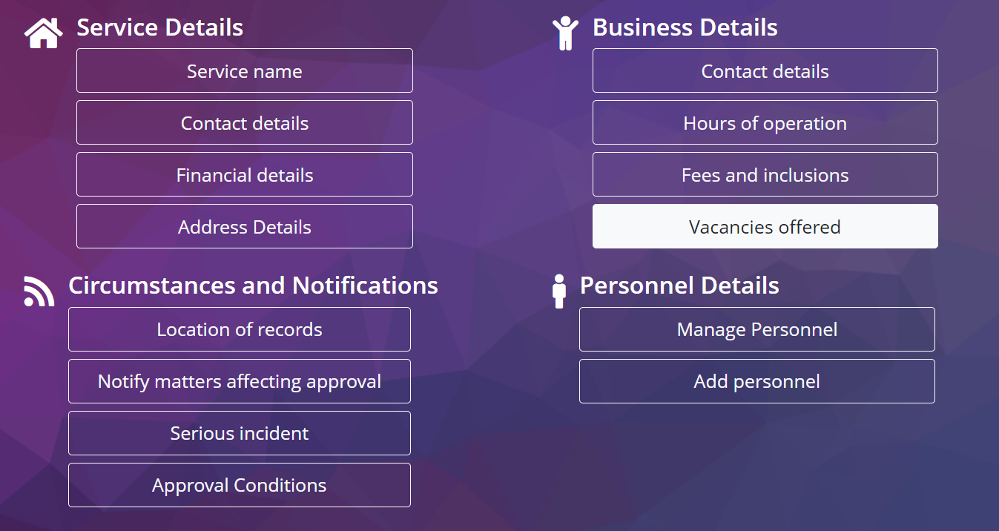 Service Details
Service name
Contact details
Financial details
Address Details
Business Details
Contact details
Hours of operation
Fees and inclusions
Vacancies offered
Circumstances and Notifications
Location of records
Notify matters affecting approval
Serious incident
Approval Conditions
Personnel Details
Manage Personnel
Add personnel